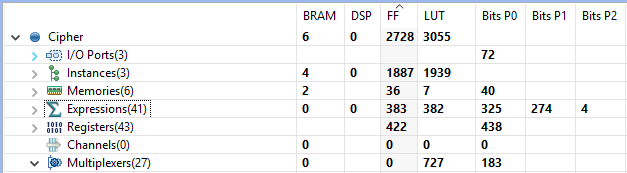 BRAM DSP FF LUT Bits P0 Bits P1 Bits P2
Cipher 6 0 2728 3055
I/O Ports(3) 72
Instances(3) 4 0 1887 1939
Memories(6) 2 36 7 40
Expressions(41) 0 0 383 382 325 274 4
Registers(43) 422 438
Channels(0) 0 0 0 0
Multiplexers(27) 0 0 727 183